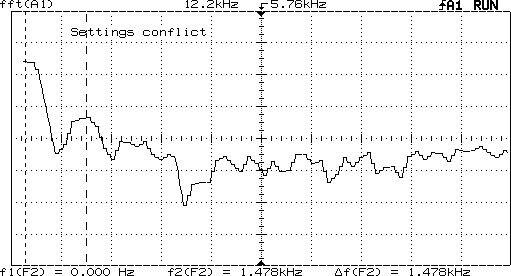 fft(A1) 12.2kHz 5.76kHz fA1 RUN
Settings conflict
f1(F2) = 0.000 Hz f2(F2) = 1.478kHz Δf(F2) = 1.478kHz